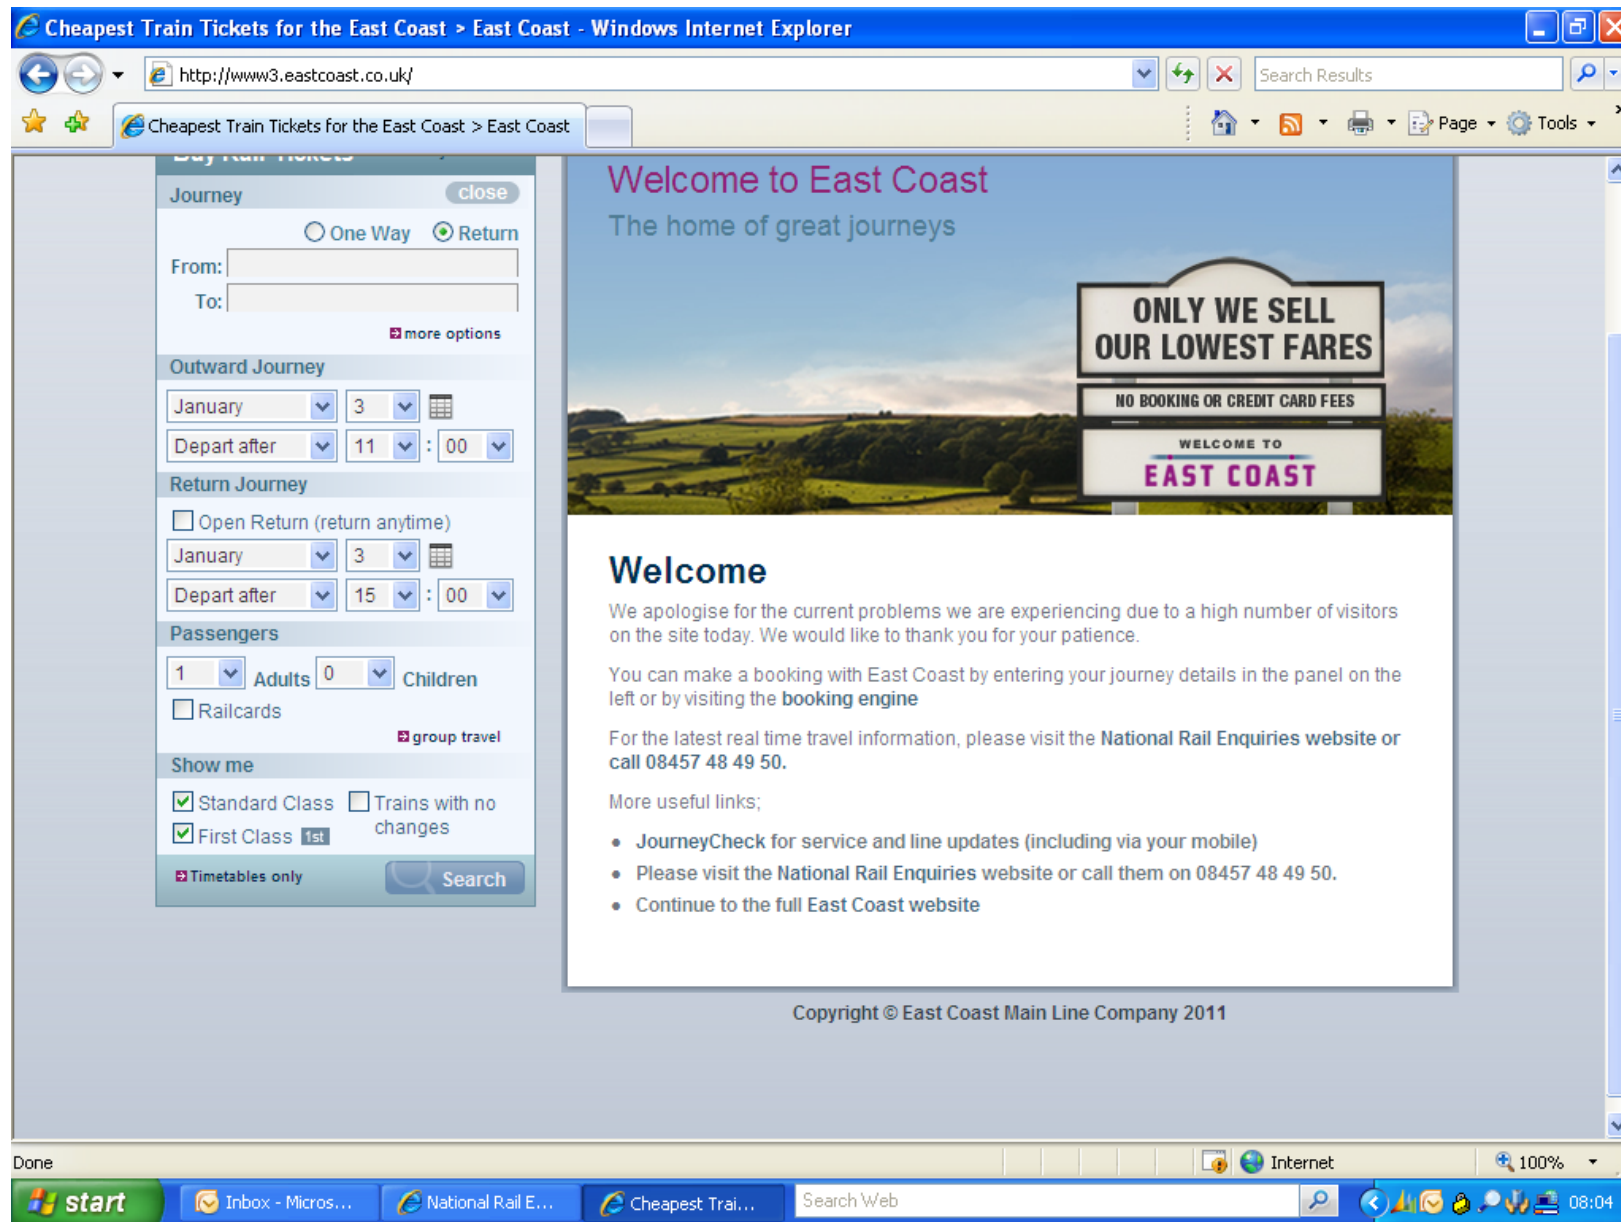 Cheapest Train Tickets for the East Coast > East Coast - Windows Internet Explorer
http://www3.eastcoast.co.uk/
Search Results
Cheapest Train Tickets for the East Coast > East Coast
Page
Tools
Buy Rail Tickets
Journey
close
One Way
Return
From:
To:
more options
Outward Journey
January 3
Depart after 11 : 00
Return Journey
Open Return (return anytime)
January 3
Depart after 15 : 00
Passengers
1 Adults 0 Children
Railcards
group travel
Show me
Standard Class
Trains with no changes
First Class 1st
Timetables only
Search
Welcome to East Coast
The home of great journeys
ONLY WE SELL
OUR LOWEST FARES
NO BOOKING OR CREDIT CARD FEES
WELCOME TO
EAST COAST
Welcome
We apologise for the current problems we are experiencing due to a high number of visitors
on the site today. We would like to thank you for your patience.
You can make a booking with East Coast by entering your journey details in the panel on the
left or by visiting the booking engine
For the latest real time travel information, please visit the National Rail Enquiries website or
call 08457 48 49 50.
More useful links;
JourneyCheck for service and line updates (including via your mobile)
Please visit the National Rail Enquiries website or call them on 08457 48 49 50.
Continue to the full East Coast website
Copyright © East Coast Main Line Company 2011
Done
Internet
100%
start
Inbox - Micros...
National Rail E...
Cheapest Trai...
Search Web
08:04